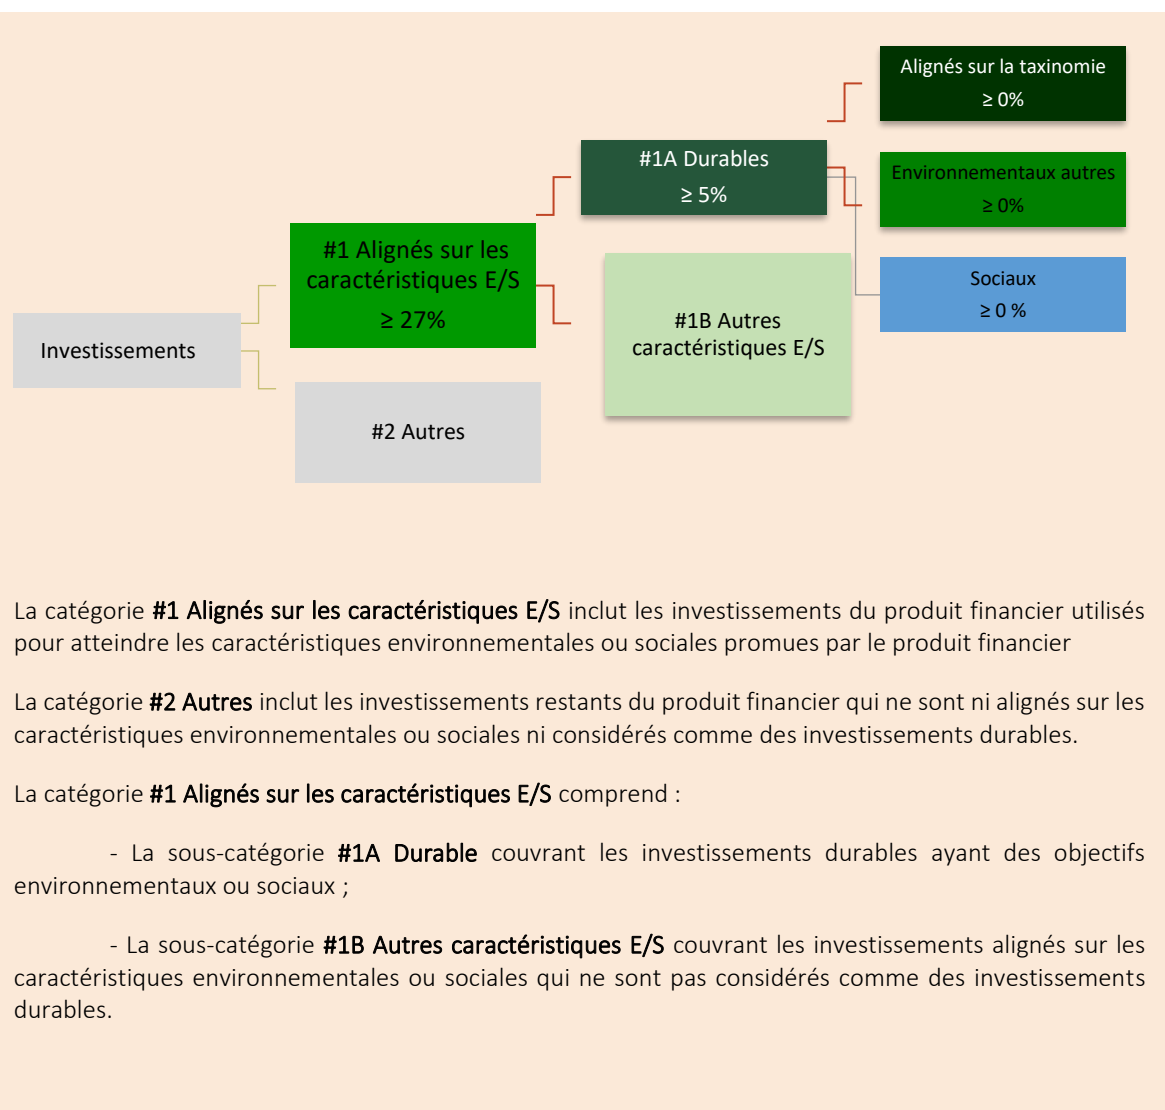 Alignés sur la taxinomie
≥ 0%
#1A Durables
≥ 5%
Environnementaux autres
≥ 0%
#1 Alignés sur les
caractéristiques E/S
≥ 27%
Sociaux
≥ 0 %
Investissements
#1B Autres
caractéristiques E/S
#2 Autres
La catégorie #1 Alignés sur les caractéristiques E/S inclut les investissements du produit financier utilisés
pour atteindre les caractéristiques environnementales ou sociales promues par le produit financier
La catégorie #2 Autres inclut les investissements restants du produit financier qui ne sont ni alignés sur les
caractéristiques environnementales ou sociales ni considérés comme des investissements durables.
La catégorie #1 Alignés sur les caractéristiques E/S comprend :
- La sous-catégorie #1A Durable couvrant les investissements durables ayant des objectifs
environnementaux ou sociaux ;
- La sous-catégorie #1B Autres caractéristiques E/S couvrant les investissements alignés sur les
caractéristiques environnementales ou sociales qui ne sont pas considérés comme des investissements
durables.